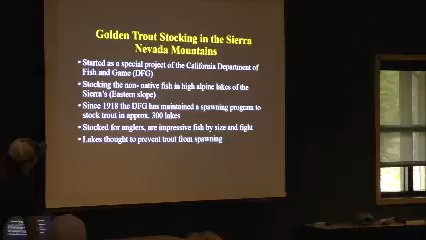 Golden Trout Stocking in the Sierra
Nevada Mountains
• Started as a special project of the California Department of
Fish and Game (DFG)
• Stocking the non- native fish in high alpine lakes of the
Sierra's (Eastern slope)
• Since 1918 the DFG has maintained a spawning program to
stock trout in approx. 300 lakes
• Stocked for anglers, are impressive fish by size and fight
• Lakes thought to prevent trout from spawning